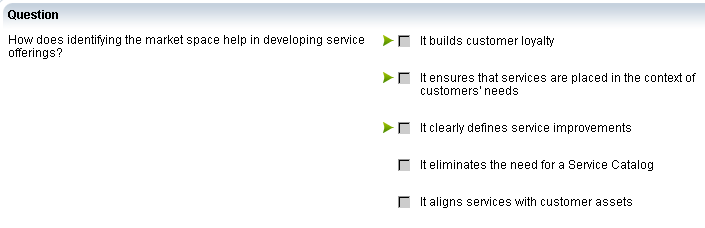 Question
How does identifying the market space help in developing service
offerings?
It builds customer loyalty
It ensures that services are placed in the context of
customers' needs
It clearly defines service improvements
It eliminates the need for a Service Catalog
It aligns services with customer assets